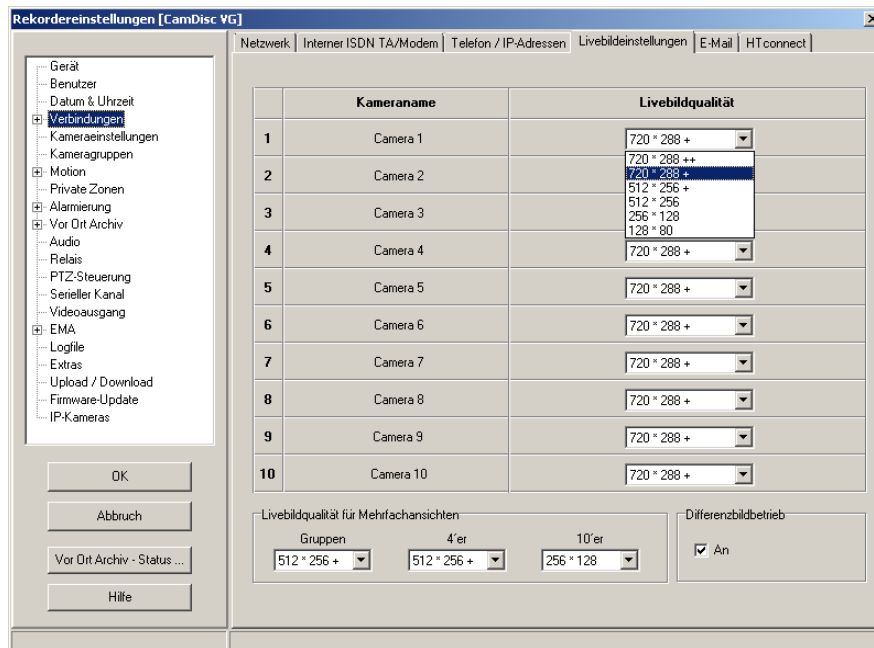 Rekordereinstellungen [CamDisc VG]
Netzwerk Interner ISDN TA/Modem Telefon / IP-Adressen Livebildeinstellungen E-Mail HTconnect
Gerät
Benutzer
Datum & Uhrzeit
Verbindungen
Kameraeinstellungen
Kameragruppen
Motion
Private Zonen
Alarmierung
Vor Ort Archiv
Audio
Relais
PTZ-Steuerung
Serieller Kanal
Videoausgang
EMA
Logfile
Extras
Upload / Download
Firmware-Update
IP-Kameras
OK
Abbruch
Vor Ort Archiv - Status ...
Hilfe
Kameraname Livebildqualität
1 Camera 1 720 * 288 +
720 * 288 ++
720 * 288 +
512 * 256 +
512 * 256
256 * 128
128 * 80
2 Camera 2
3 Camera 3
4 Camera 4 720 * 288 +
5 Camera 5 720 * 288 +
6 Camera 6 720 * 288 +
7 Camera 7 720 * 288 +
8 Camera 8 720 * 288 +
9 Camera 9 720 * 288 +
10 Camera 10 720 * 288 +
Livebildqualität für Mehrfachansichten
Gruppen 4´er 10´er
512 * 256 + 512 * 256 + 256 * 128
Differenzbildbetrieb
An